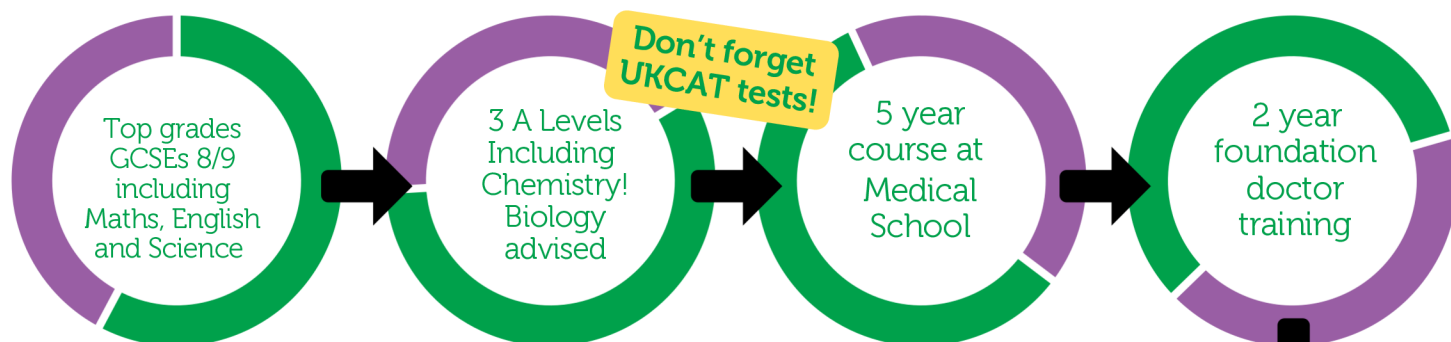 Top grades
GCSEs 8/9
including
Maths, English
and Science
3 A Levels
Including
Chemistry!
Biology
advised
Don't forget
UKCAT tests!
5 year
course at
Medical
School
2 year
foundation
doctor
training